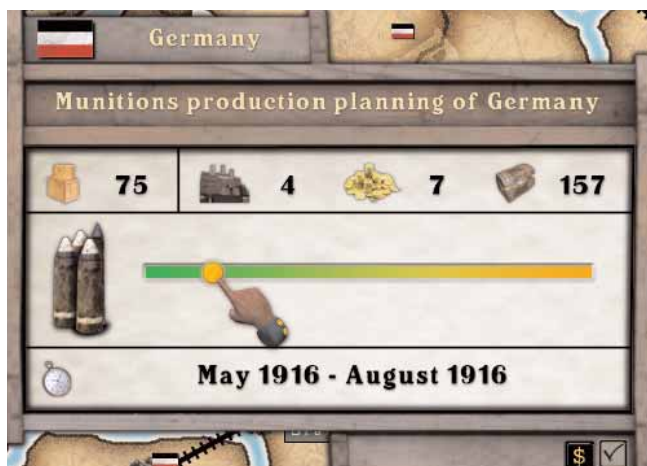 Germany
Munitions production planning of Germany
75 4 7 157
May 1916 - August 1916
$